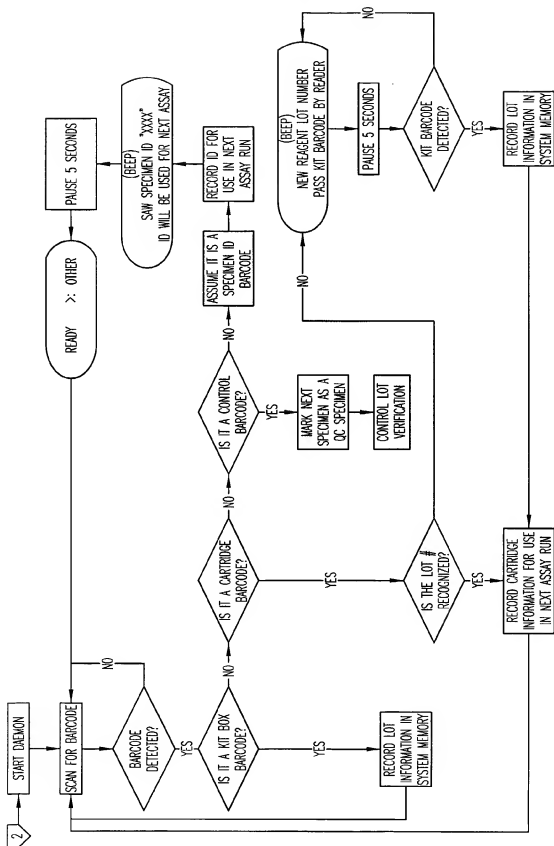 2
START DAEMON
SCAN FOR BARCODE
BARCODE
DETECTED?
NO
YES
IS IT A KIT BOX
BARCODE?
YES
RECORD LOT
INFORMATION IN
SYSTEM MEMORY
NO
IS IT A CARTRIDGE
BARCODE?
YES
IS THE LOT #
RECOGNIZED?
YES
RECORD CARTRIDGE
INFORMATION FOR USE
IN NEXT ASSAY RUN
NO
NO
IS IT A CONTROL
BARCODE?
YES
MARK NEXT
SPECIMEN AS A
QC SPECIMEN
CONTROL LOT
VERIFICATION
NO
ASSUME IT IS A
SPECIMEN ID
BARCODE
RECORD ID FOR
USE IN NEXT
ASSAY RUN
(BEEP)
SAW SPECIMEN ID "XXXX"
ID WILL BE USED FOR NEXT ASSAY
PAUSE 5 SECONDS
READY >: OTHER
(BEEP)
NEW REAGENT LOT NUMBER
PASS KIT BARCODE BY READER
PAUSE 5 SECONDS
KIT BARCODE
DETECTED?
NO
YES
RECORD LOT
INFORMATION IN
SYSTEM MEMORY